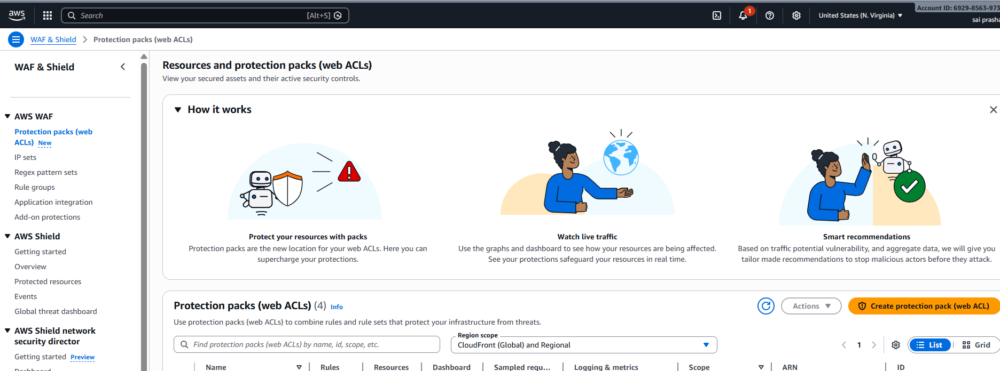 aws
Search
[Alt+S]
1
United States (N. Virginia)
Account ID: 6929-8563-973
sai prasha
WAF & Shield
Protection packs (web ACLs)
WAF & Shield
AWS WAF
Protection packs (web
ACLs) New
IP sets
Regex pattern sets
Rule groups
Application integration
Add-on protections
AWS Shield
Getting started
Overview
Protected resources
Events
Global threat dashboard
AWS Shield network
security director
Getting started Preview
Dashboard
Resources and protection packs (web ACLs)
View your secured assets and their active security controls.
How it works
Protect your resources with packs
Protection packs are the new location for your web ACLs. Here you can
supercharge your protections.
Watch live traffic
Use the graphs and dashboard to see how your resources are being affected.
See your protections safeguard your resources in real time.
Smart recommendations
Based on traffic potential vulnerability, and aggregate data, we will give you
tailor made recommendations to stop malicious actors before they attack.
Protection packs (web ACLs) (4) Info
Actions
Create protection pack (web ACL)
Use protection packs (web ACLs) to combine rules and rule sets that protect your infrastructure from threats.
Find protection packs (web ACLs) by name, id, scope, etc.
Region scope
CloudFront (Global) and Regional
1
List
Grid
Name
Rules
Resources
Dashboard
Sampled requ...
Logging & metrics
Scope
ARN
ID